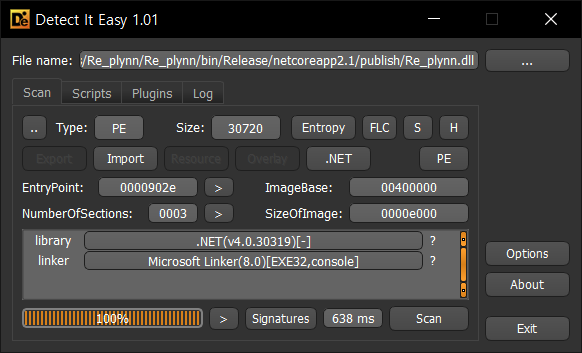 Detect It Easy 1.01
File name: :/Re_plynn/Re_plynn/bin/Release/netcoreapp2.1/publish/Re_plynn.dll ...
Scan Scripts Plugins Log
.. Type: PE Size: 30720 Entropy FLC S H
Export Import Resource Overlay .NET PE
EntryPoint: 0000902e > ImageBase: 00400000
NumberOfSections: 0003 > SizeOfImage: 0000e000
library .NET(v4.0.30319)[-] ?
linker Microsoft Linker(8.0)[EXE32,console] ?
Options
About
100% > Signatures 638 ms Scan
Exit